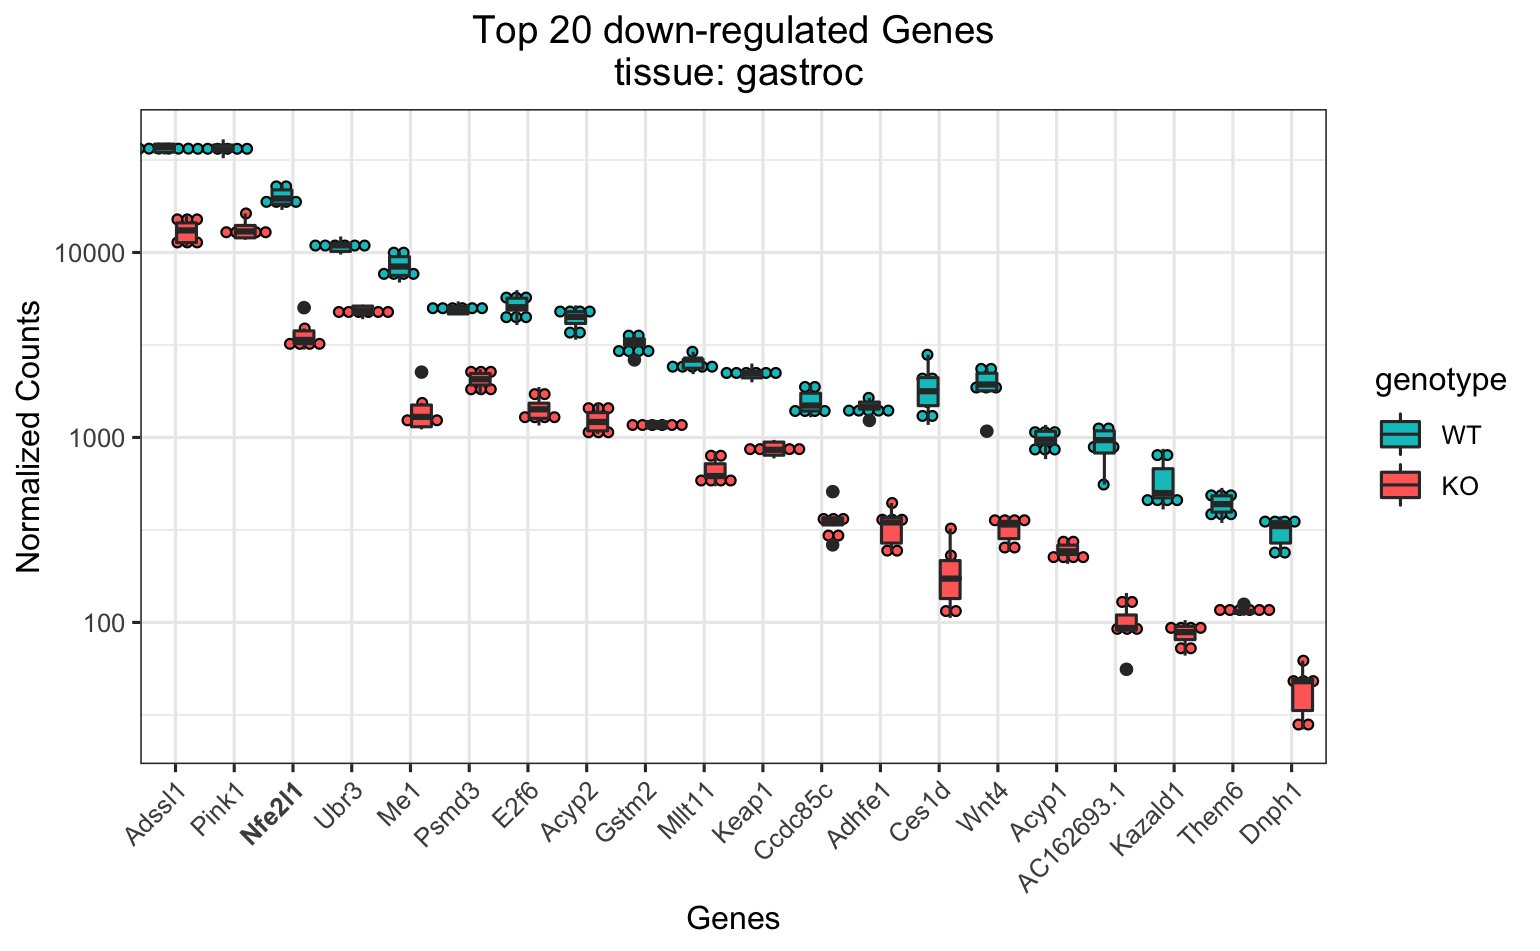 Top 20 down-regulated Genes
tissue: gastroc
Normalized Counts
10000
1000
100
Adssl1
Pink1
Nfe2l1
Ubr3
Me1
Psmd3
E2f6
Acyp2
Gstm2
Mllt11
Keap1
Ccdc85c
Adhfe1
Ces1d
Wnt4
Acyp1
AC162693.1
Kazald1
Them6
Dnph1
Genes
genotype
WT
KO